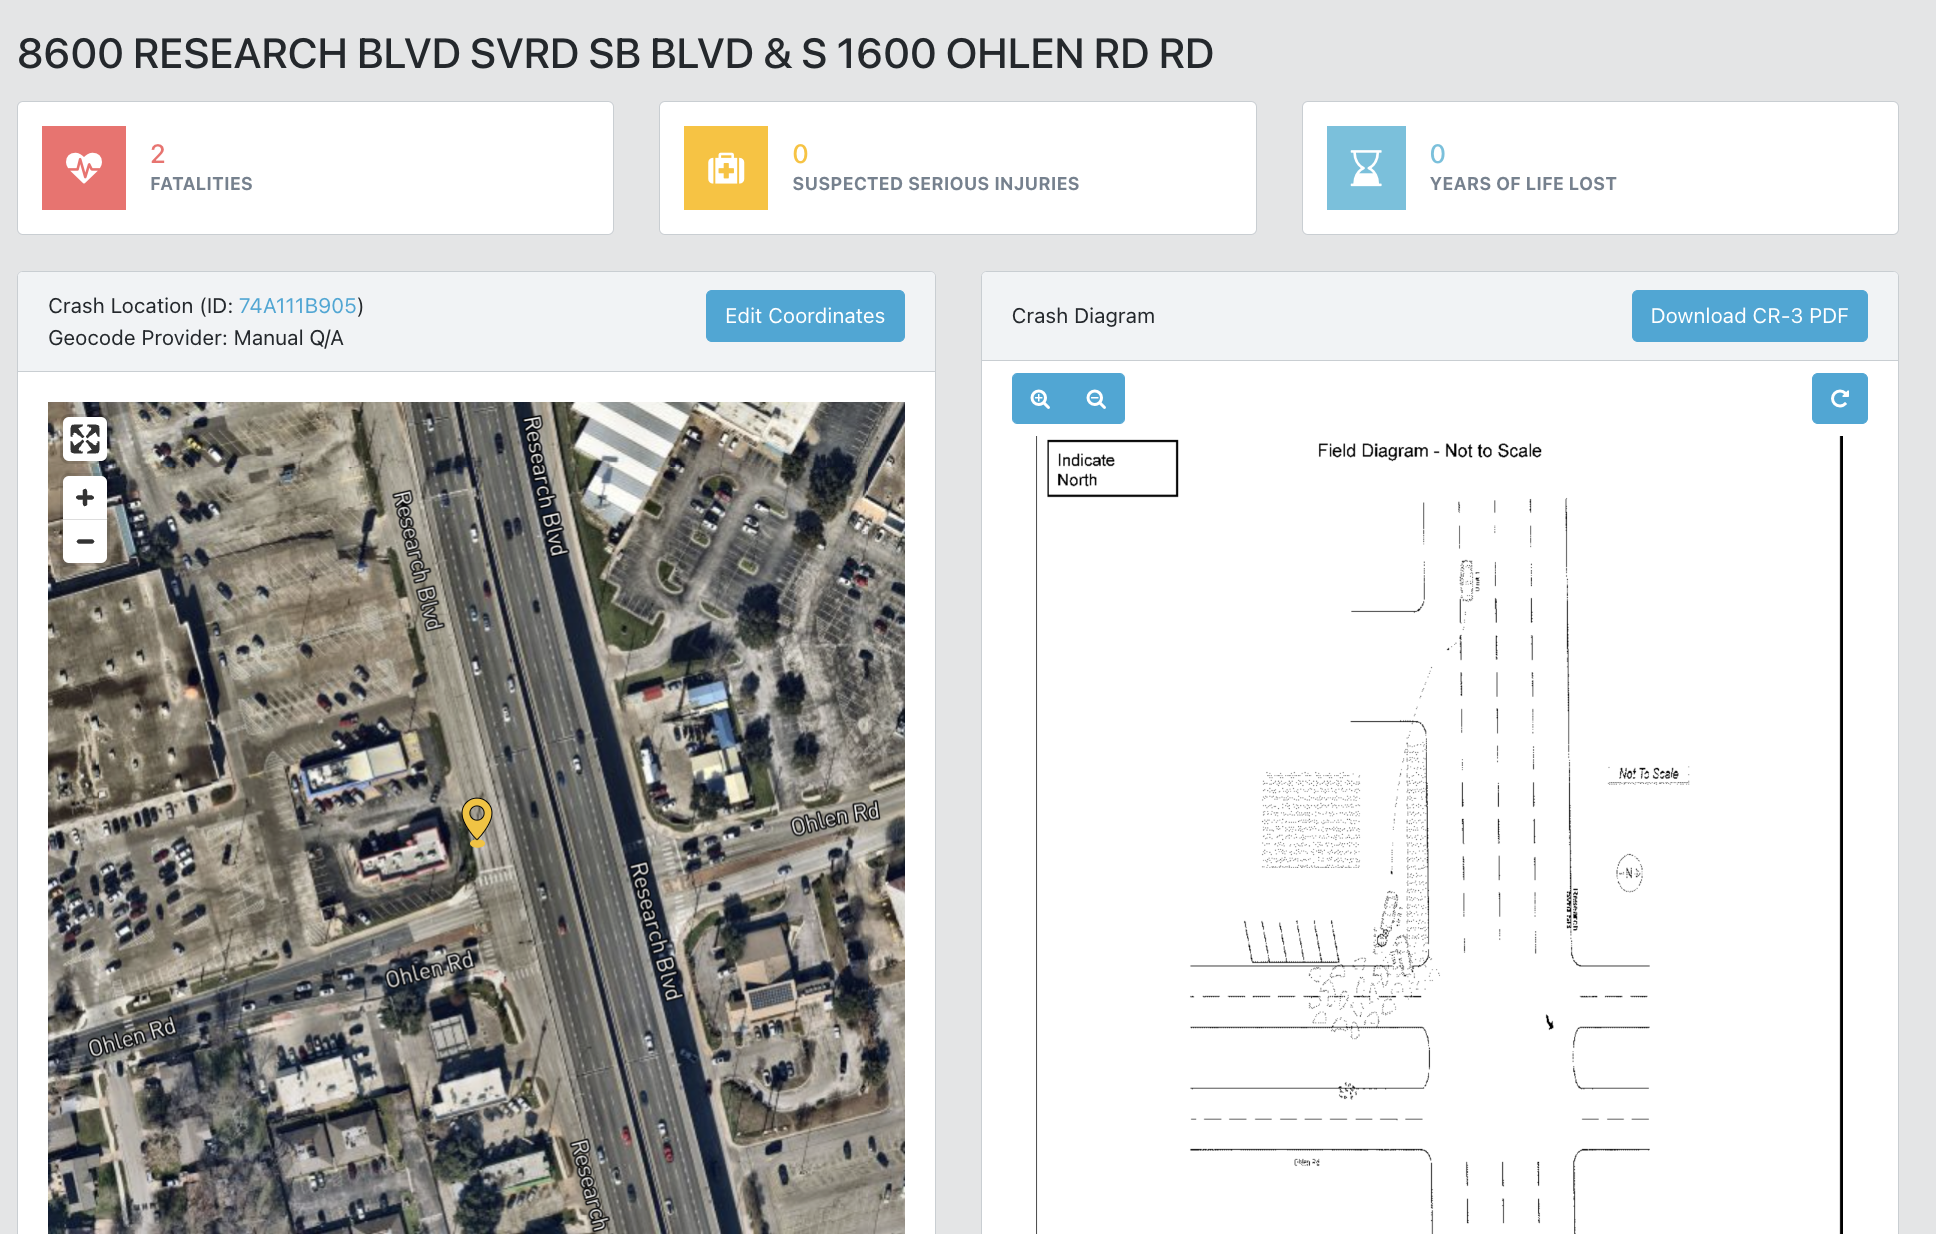 8600 RESEARCH BLVD SVRD SB BLVD & S 1600 OHLEN RD RD
2
FATALITIES
0
SUSPECTED SERIOUS INJURIES
0
YEARS OF LIFE LOST
Crash Location (ID: 74A111B905)
Geocode Provider: Manual Q/A
Edit Coordinates
Research Blvd
Research Blvd
Ohlen Rd
Research Blvd
Ohlen Rd
Ohlen Rd
Research
Crash Diagram
Download CR-3 PDF
Indicate
North
Field Diagram - Not to Scale
Not To Scale
N
Ohlen Rd